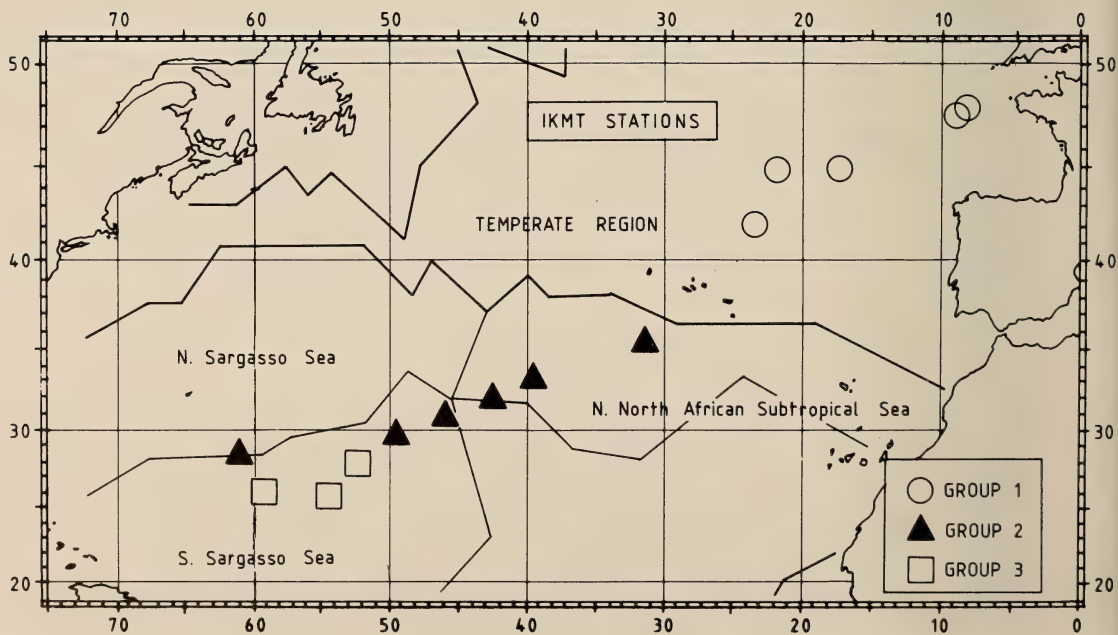 70 60 50 40 30 20 10 0
50 50
IKMT STATIONS
TEMPERATE REGION
40 40
N. Sargasso Sea
N. North African Subtropical Sea
30 30
GROUP 1
GROUP 2
S. Sargasso Sea
GROUP 3
20 20
70 60 50 40 30 20 10 0